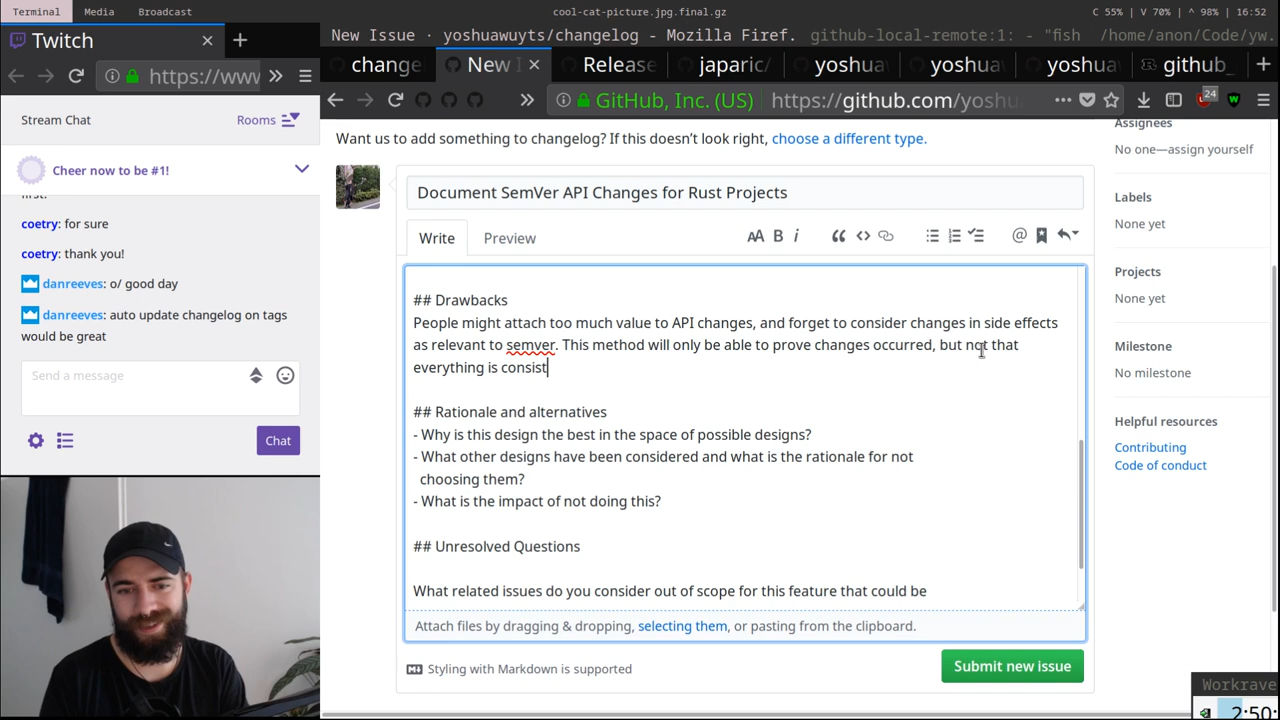 Terminal Media Broadcast cool-cat-picture.jpg.final.gz C 55% | V 70% | ^ 98% | 16:52
Twitch
New Issue · yoshuawuyts/changelog - Mozilla Firef. github-local-remote:1: - "fish /home/anon/Code/yw.
change New I Release japaric/ yoshua yoshua yoshua github_
https://www
GitHub, Inc. (US) https://github.com/yoshu 24
Stream Chat Rooms
Cheer now to be #1!
first!
coetry: for sure
coetry: thank you!
danreeves: o/ good day
danreeves: auto update changelog on tags
would be great
Send a message
Chat
Want us to add something to changelog? If this doesn’t look right, choose a different type.
Document SemVer API Changes for Rust Projects
Write Preview
## Drawbacks
People might attach too much value to API changes, and forget to consider changes in side effects
as relevant to semver. This method will only be able to prove changes occurred, but not that
everything is consist
## Rationale and alternatives
- Why is this design the best in the space of possible designs?
- What other designs have been considered and what is the rationale for not
choosing them?
- What is the impact of not doing this?
## Unresolved Questions
What related issues do you consider out of scope for this feature that could be
Attach files by dragging & dropping, selecting them, or pasting from the clipboard.
Styling with Markdown is supported
Submit new issue
Assignees
No one—assign yourself
Labels
None yet
Projects
None yet
Milestone
No milestone
Helpful resources
Contributing
Code of conduct
Workrave
2:50: